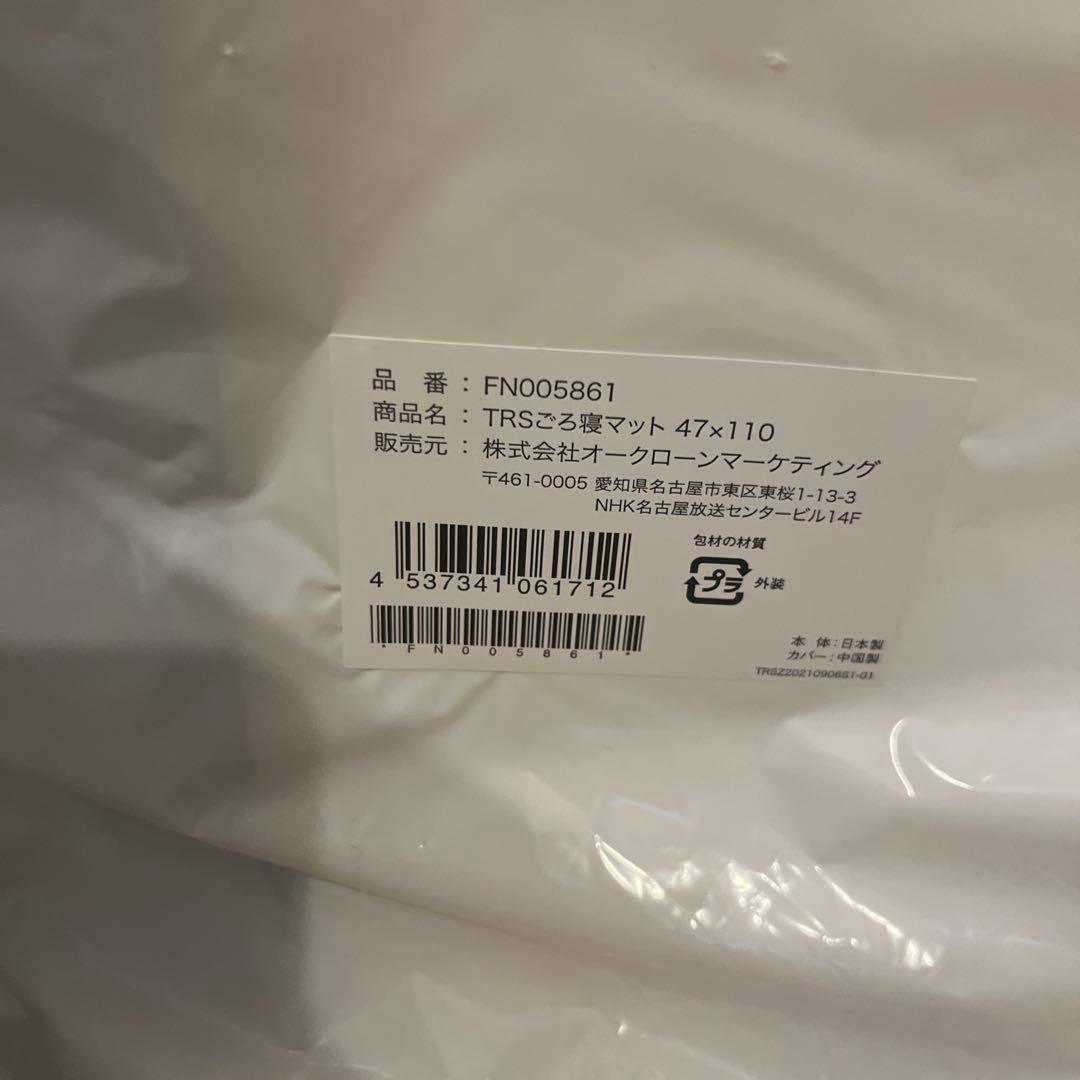 品 番 : FN005861
商品名 : TRSごろ寝マット 47×110
販売元 : 株式会社オークローンマーケティング
〒461-0005 愛知県名古屋市東区東桜1-13-3
NHK名古屋放送センタービル14F
4 537341 061712
*FN005861*
包材の材質
プラ 外装
本 体 : 日本製
カバー : 中国製
TRSZ20210906S1-01